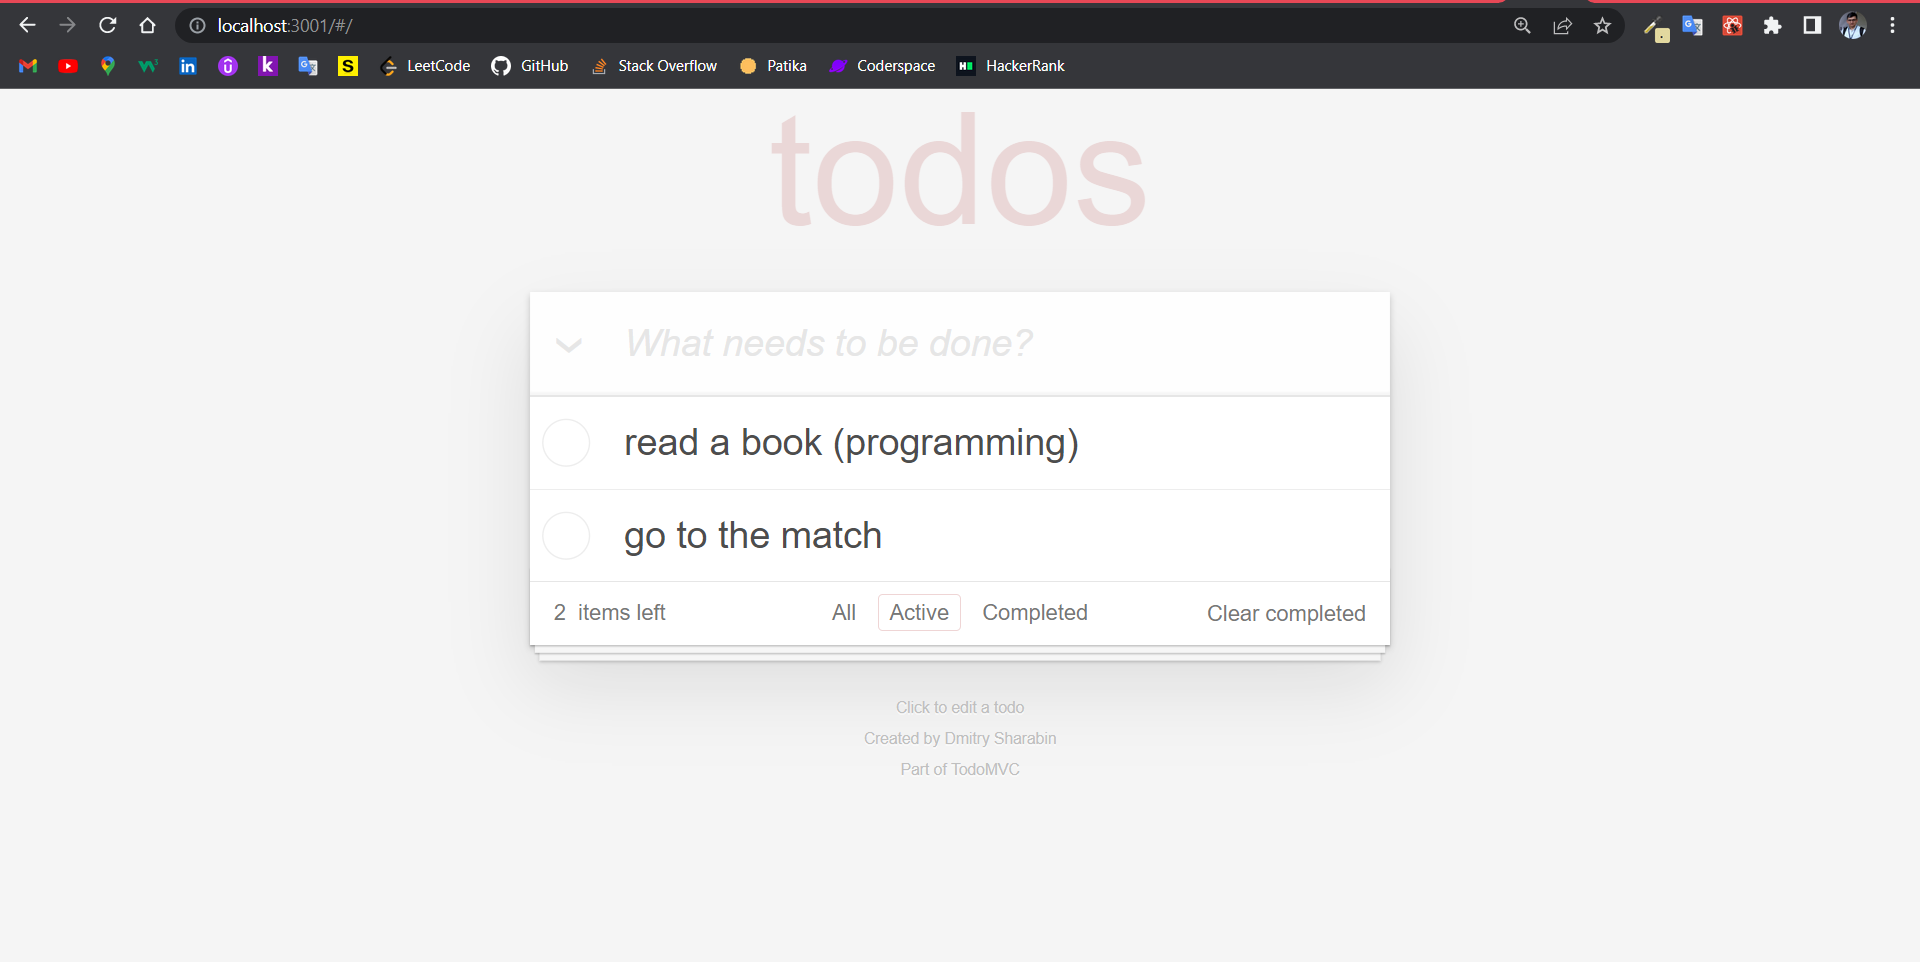 localhost:3001/#/
LeetCode GitHub Stack Overflow Patika Coderspace HackerRank
todos
What needs to be done?
read a book (programming)
go to the match
2 items left All Active Completed Clear completed
Click to edit a todo
Created by Dmitry Sharabin
Part of TodoMVC